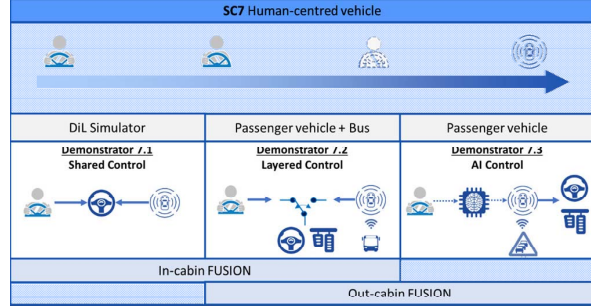 SC7 Human-centred vehicle
DiL Simulator
Passenger vehicle + Bus
Passenger vehicle
Demonstrator 7.1
Shared Control
Demonstrator 7.2
Layered Control
Demonstrator 7.3
AI Control
In-cabin FUSION
Out-cabin FUSION